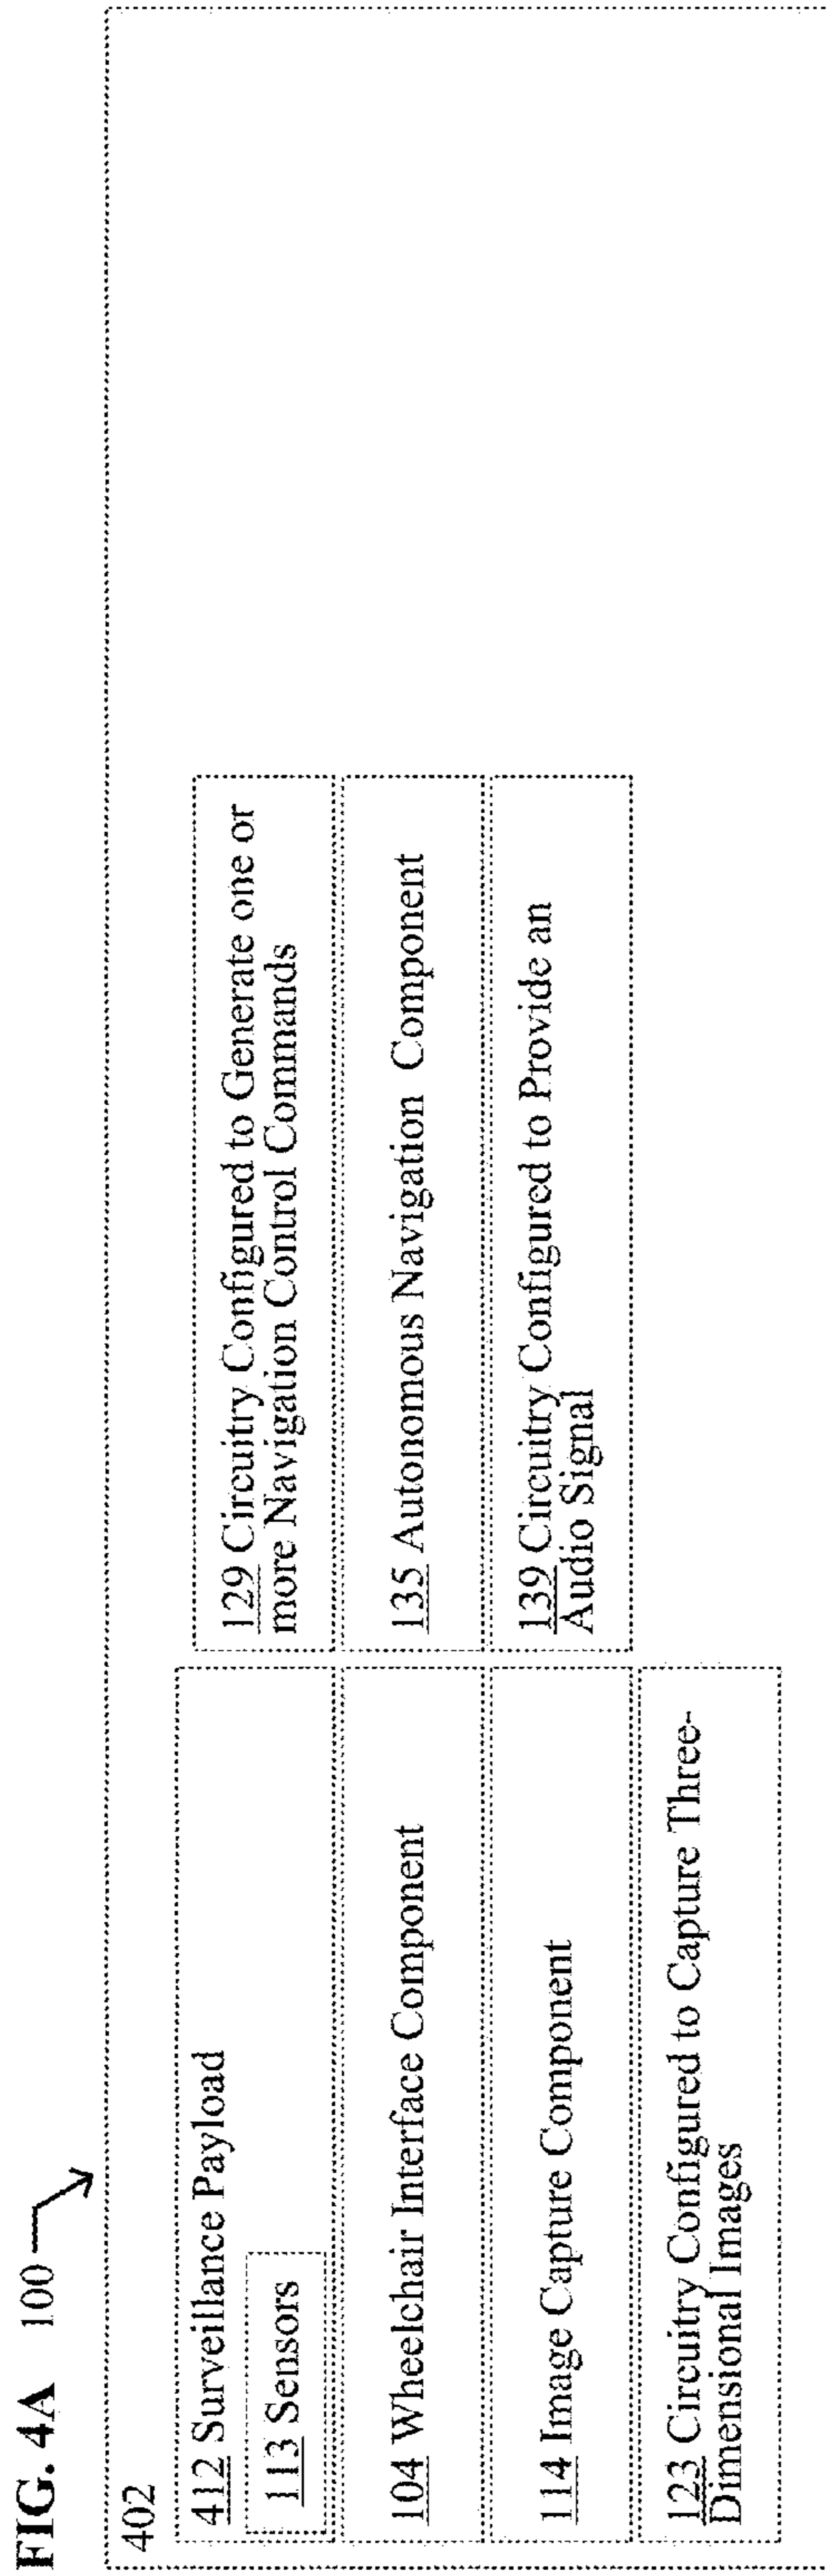 FIG. 4A 100
402
412 Surveillance Payload
113 Sensors
104 Wheelchair Interface Component
114 Image Capture Component
123 Circuitry Configured to Capture Three-
Dimensional Images
129 Circuitry Configured to Generate one or
more Navigation Control Commands
135 Autonomous Navigation Component
139 Circuitry Configured to Provide an
Audio Signal